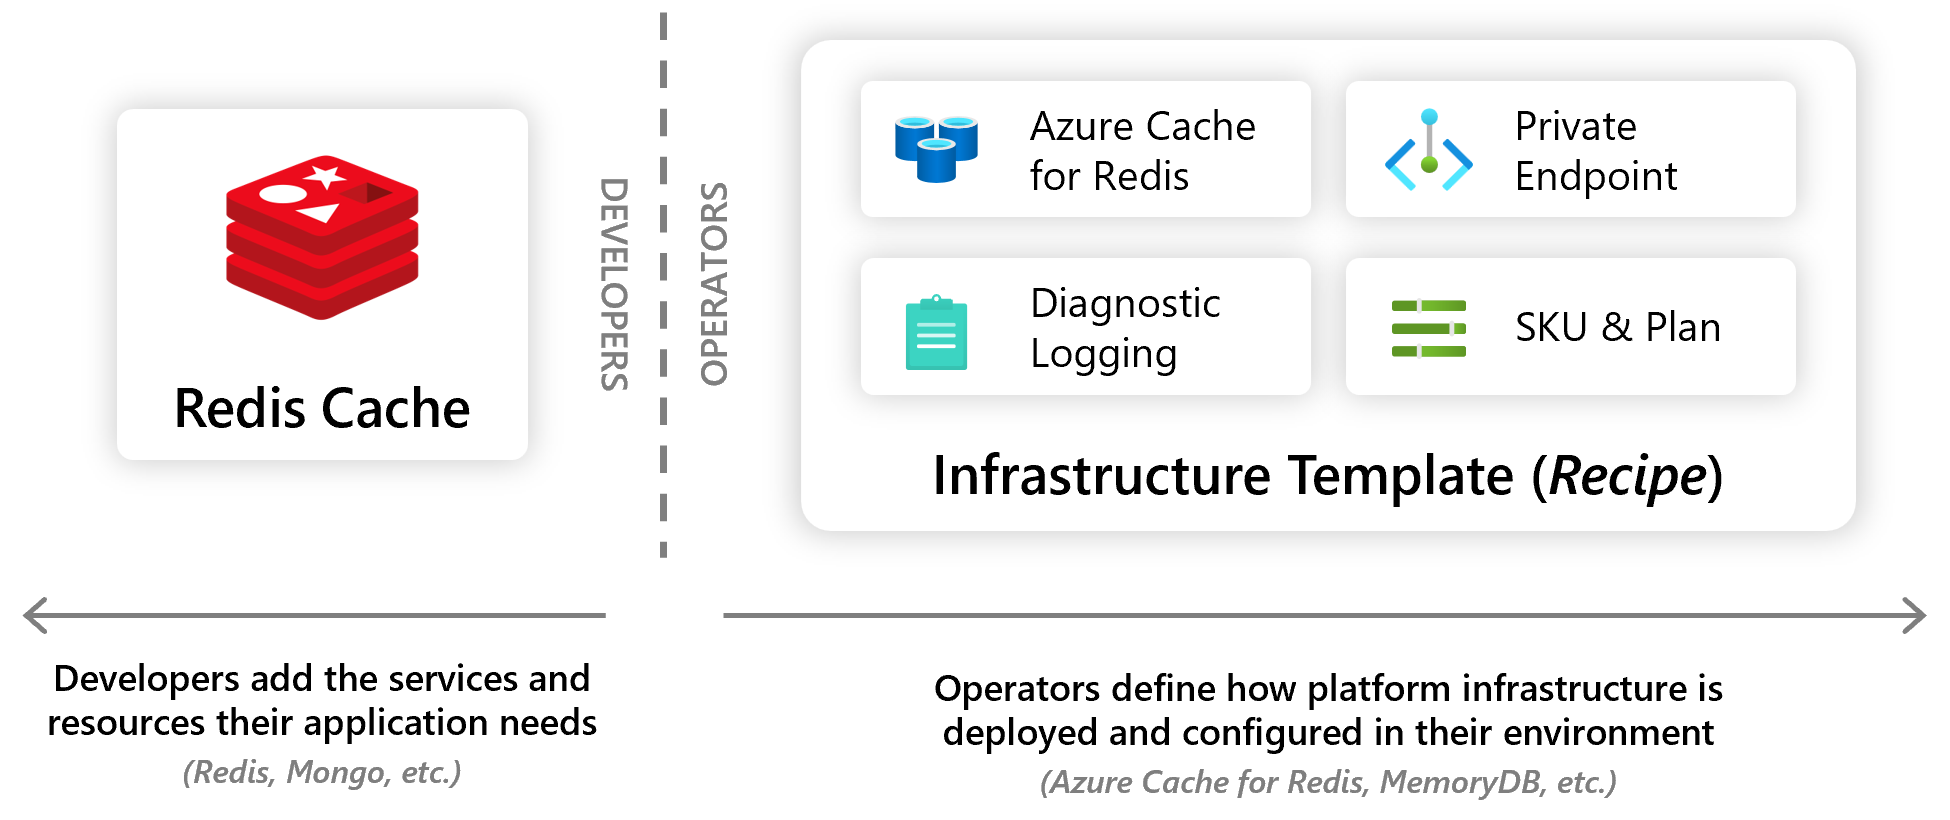 Redis Cache
DEVELOPERS
OPERATORS
Azure Cache
for Redis
Private
Endpoint
Diagnostic
Logging
SKU & Plan
Infrastructure Template (Recipe)
Developers add the services and
resources their application needs
(Redis, Mongo, etc.)
Operators define how platform infrastructure is
deployed and configured in their environment
(Azure Cache for Redis, MemoryDB, etc.)